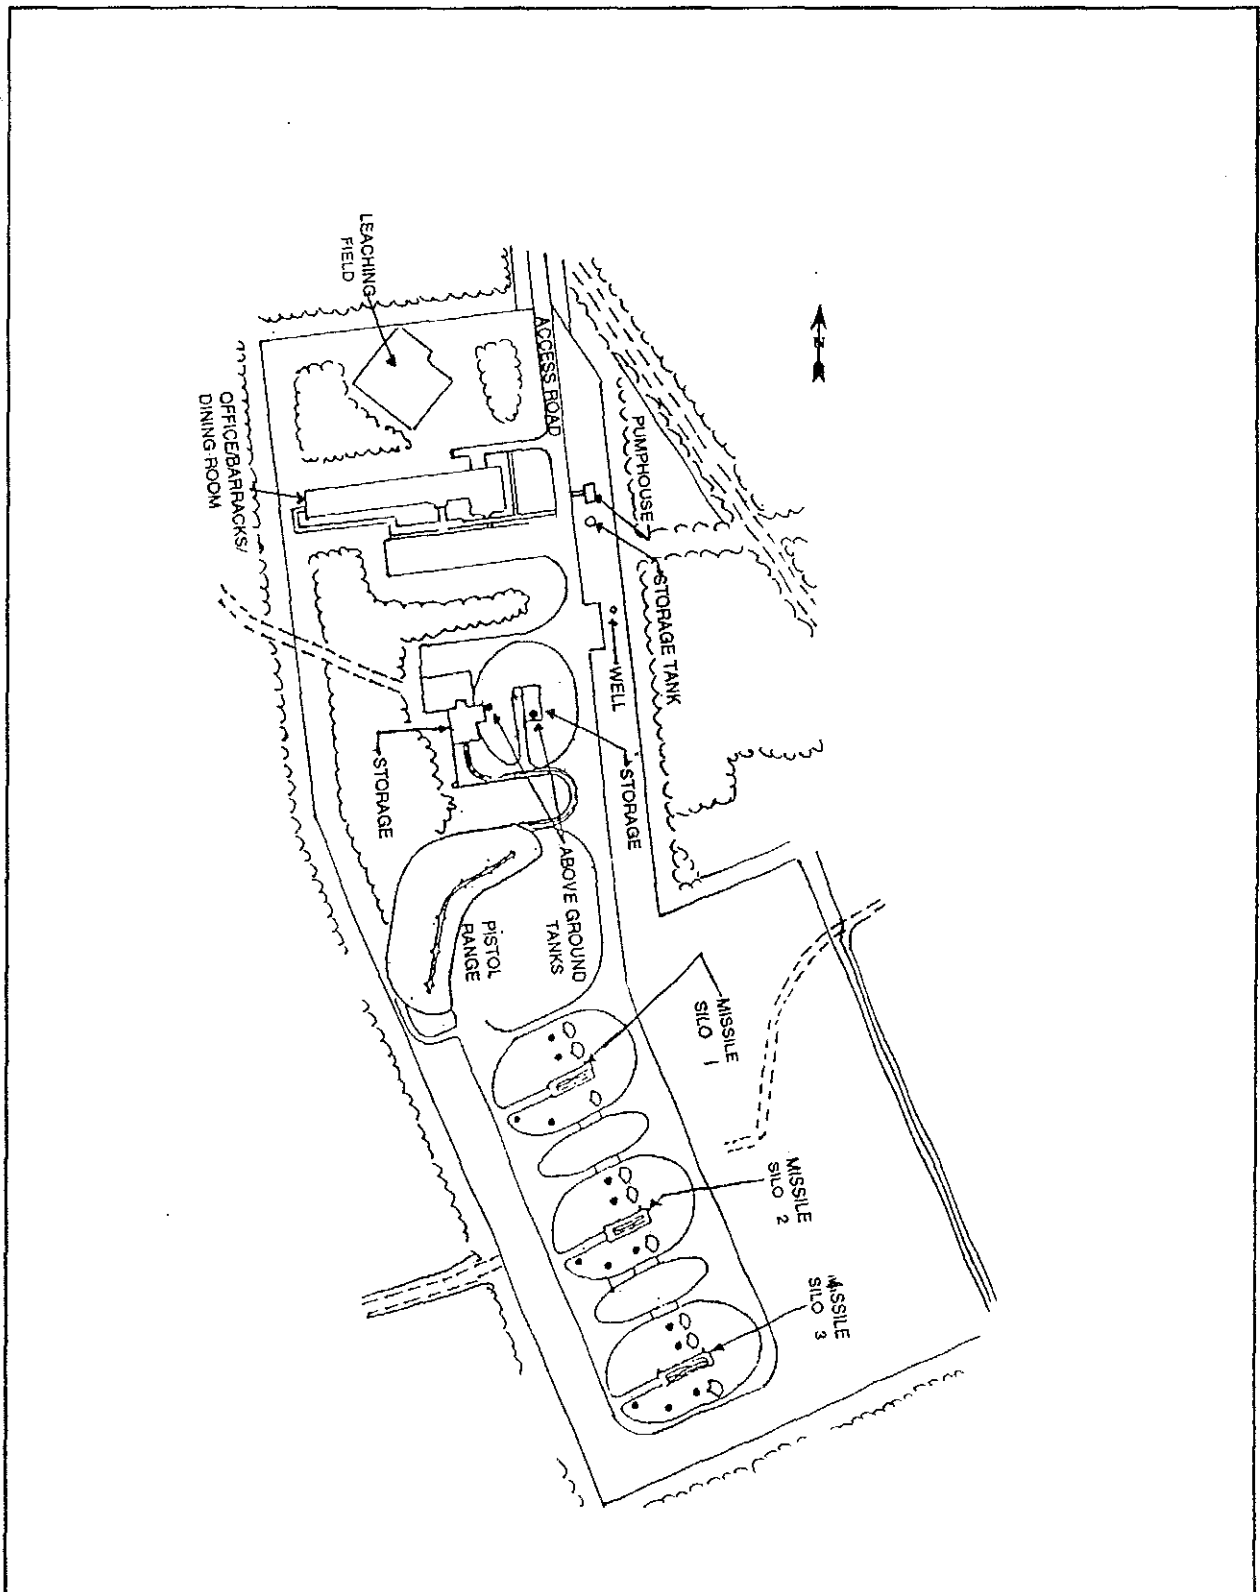 LEACHING
FIELD
ACCESS ROAD
OFFICE/BARRACKS/
DINING ROOM
PUMPHOUSE
STORAGE TANK
WELL
STORAGE
STORAGE
ABOVE GROUND
TANKS
PISTOL
RANGE
MISSILE
SILO 1
MISSILE
SILO 2
MISSILE
SILO 3